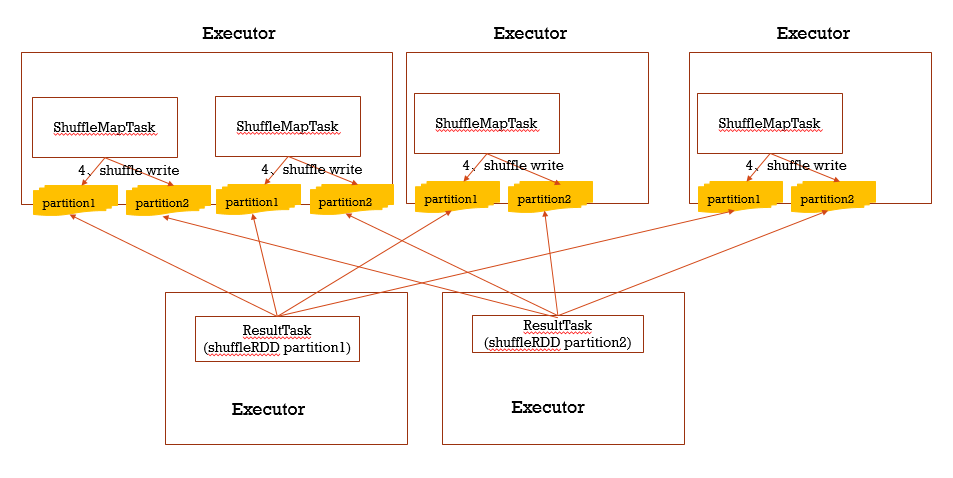 Executor
Executor
Executor
ShuffleMapTask
ShuffleMapTask
ShuffleMapTask
ShuffleMapTask
4、shuffle write
4、shuffle write
4、shuffle write
4、shuffle write
partition1
partition2
partition1
partition2
partition1
partition2
partition1
partition2
ResultTask
(shuffleRDD partition1)
ResultTask
(shuffleRDD partition2)
Executor
Executor